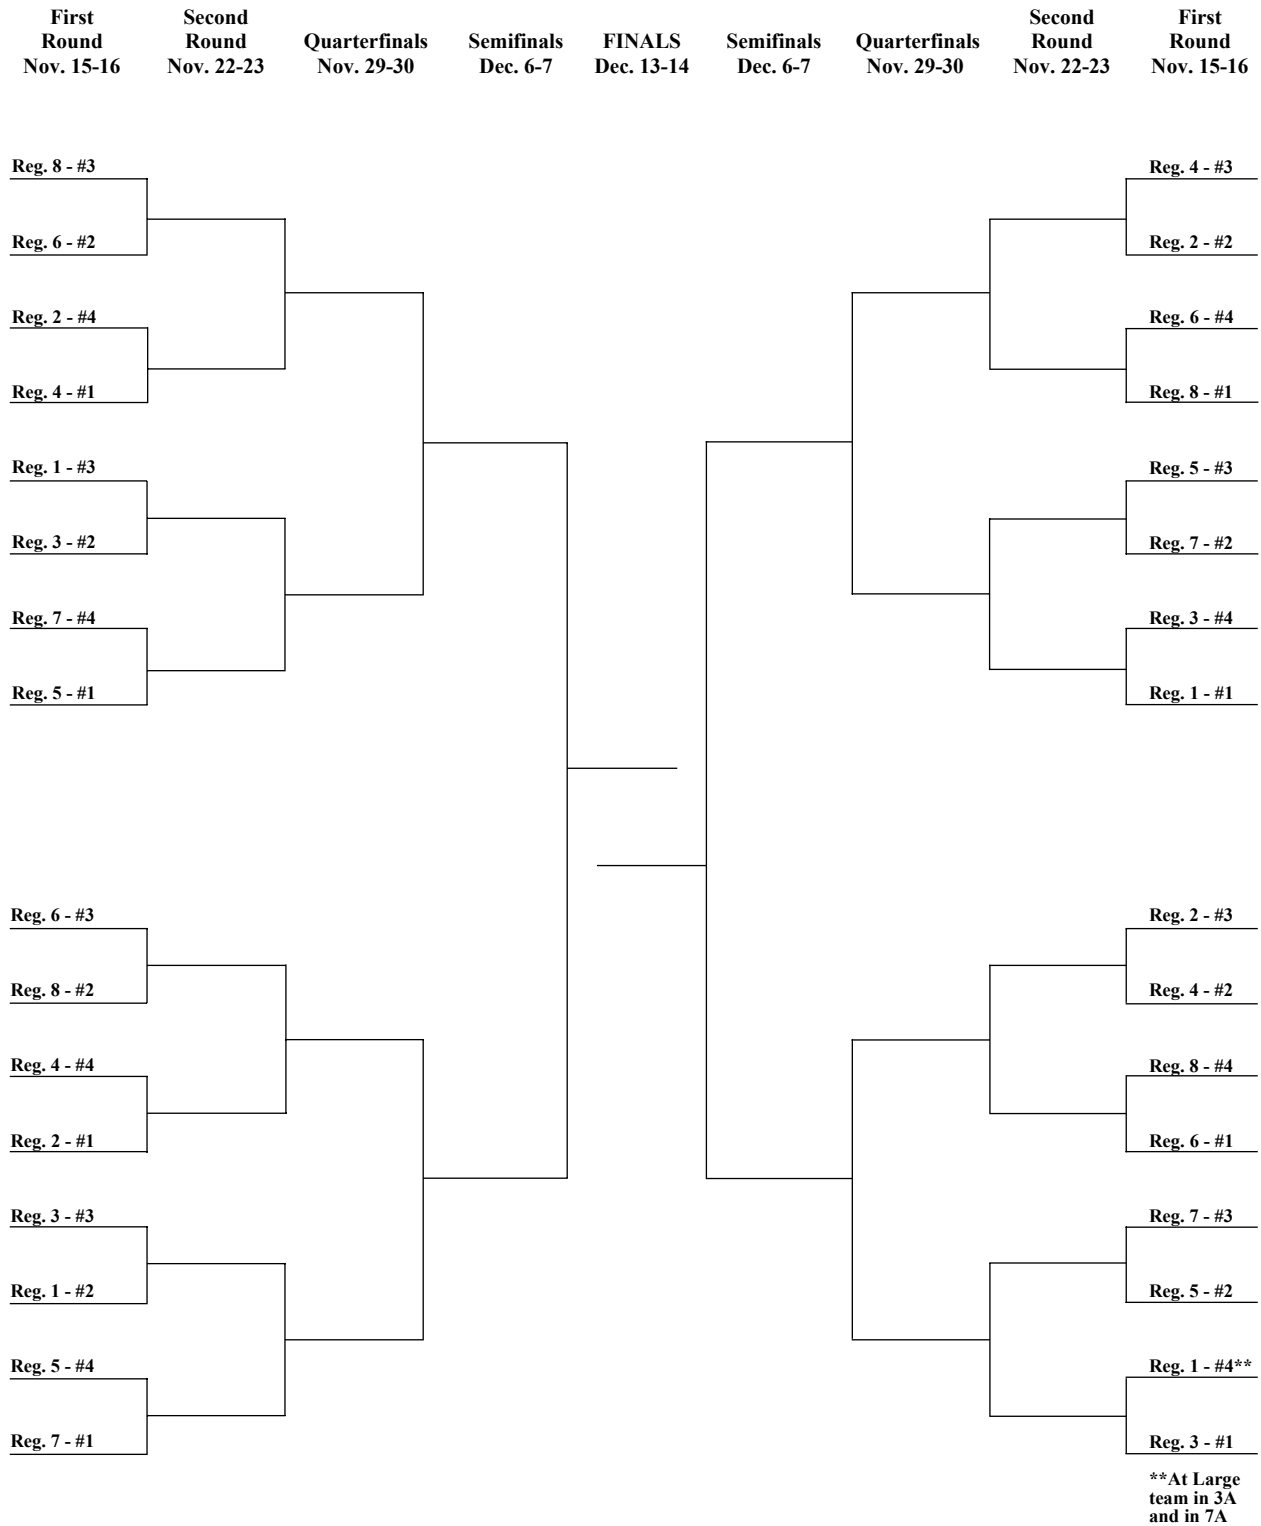 First
Round
Nov. 15-16
Second
Round
Nov. 22-23
Quarterfinals
Nov. 29-30
Semifinals
Dec. 6-7
FINALS
Dec. 13-14
Semifinals
Dec. 6-7
Quarterfinals
Nov. 29-30
Second
Round
Nov. 22-23
First
Round
Nov. 15-16
Reg. 8 - #3
Reg. 6 - #2
Reg. 2 - #4
Reg. 4 - #1
Reg. 1 - #3
Reg. 3 - #2
Reg. 7 - #4
Reg. 5 - #1
Reg. 6 - #3
Reg. 8 - #2
Reg. 4 - #4
Reg. 2 - #1
Reg. 3 - #3
Reg. 1 - #2
Reg. 5 - #4
Reg. 7 - #1
Reg. 4 - #3
Reg. 2 - #2
Reg. 6 - #4
Reg. 8 - #1
Reg. 5 - #3
Reg. 7 - #2
Reg. 3 - #4
Reg. 1 - #1
Reg. 2 - #3
Reg. 4 - #2
Reg. 8 - #4
Reg. 6 - #1
Reg. 7 - #3
Reg. 5 - #2
Reg. 1 - #4**
Reg. 3 - #1
**At Large
team in 3A
and in 7A